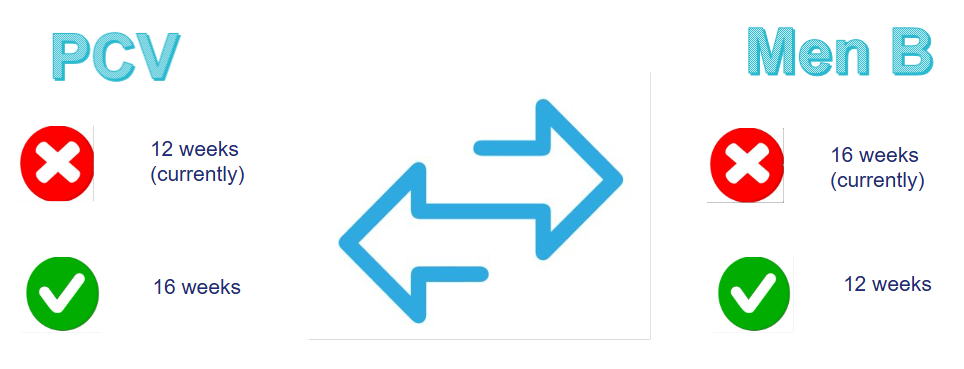 PCV
12 weeks
(currently)
16 weeks
Men B
16 weeks
(currently)
12 weeks